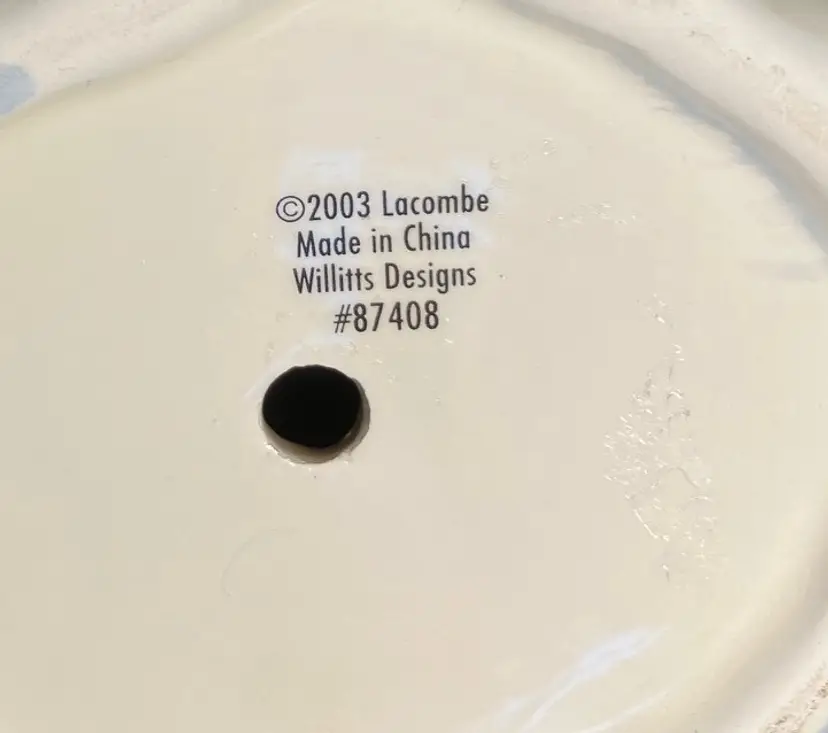 ©2003 Lacombe
Made in China
Willitts Designs
#87408